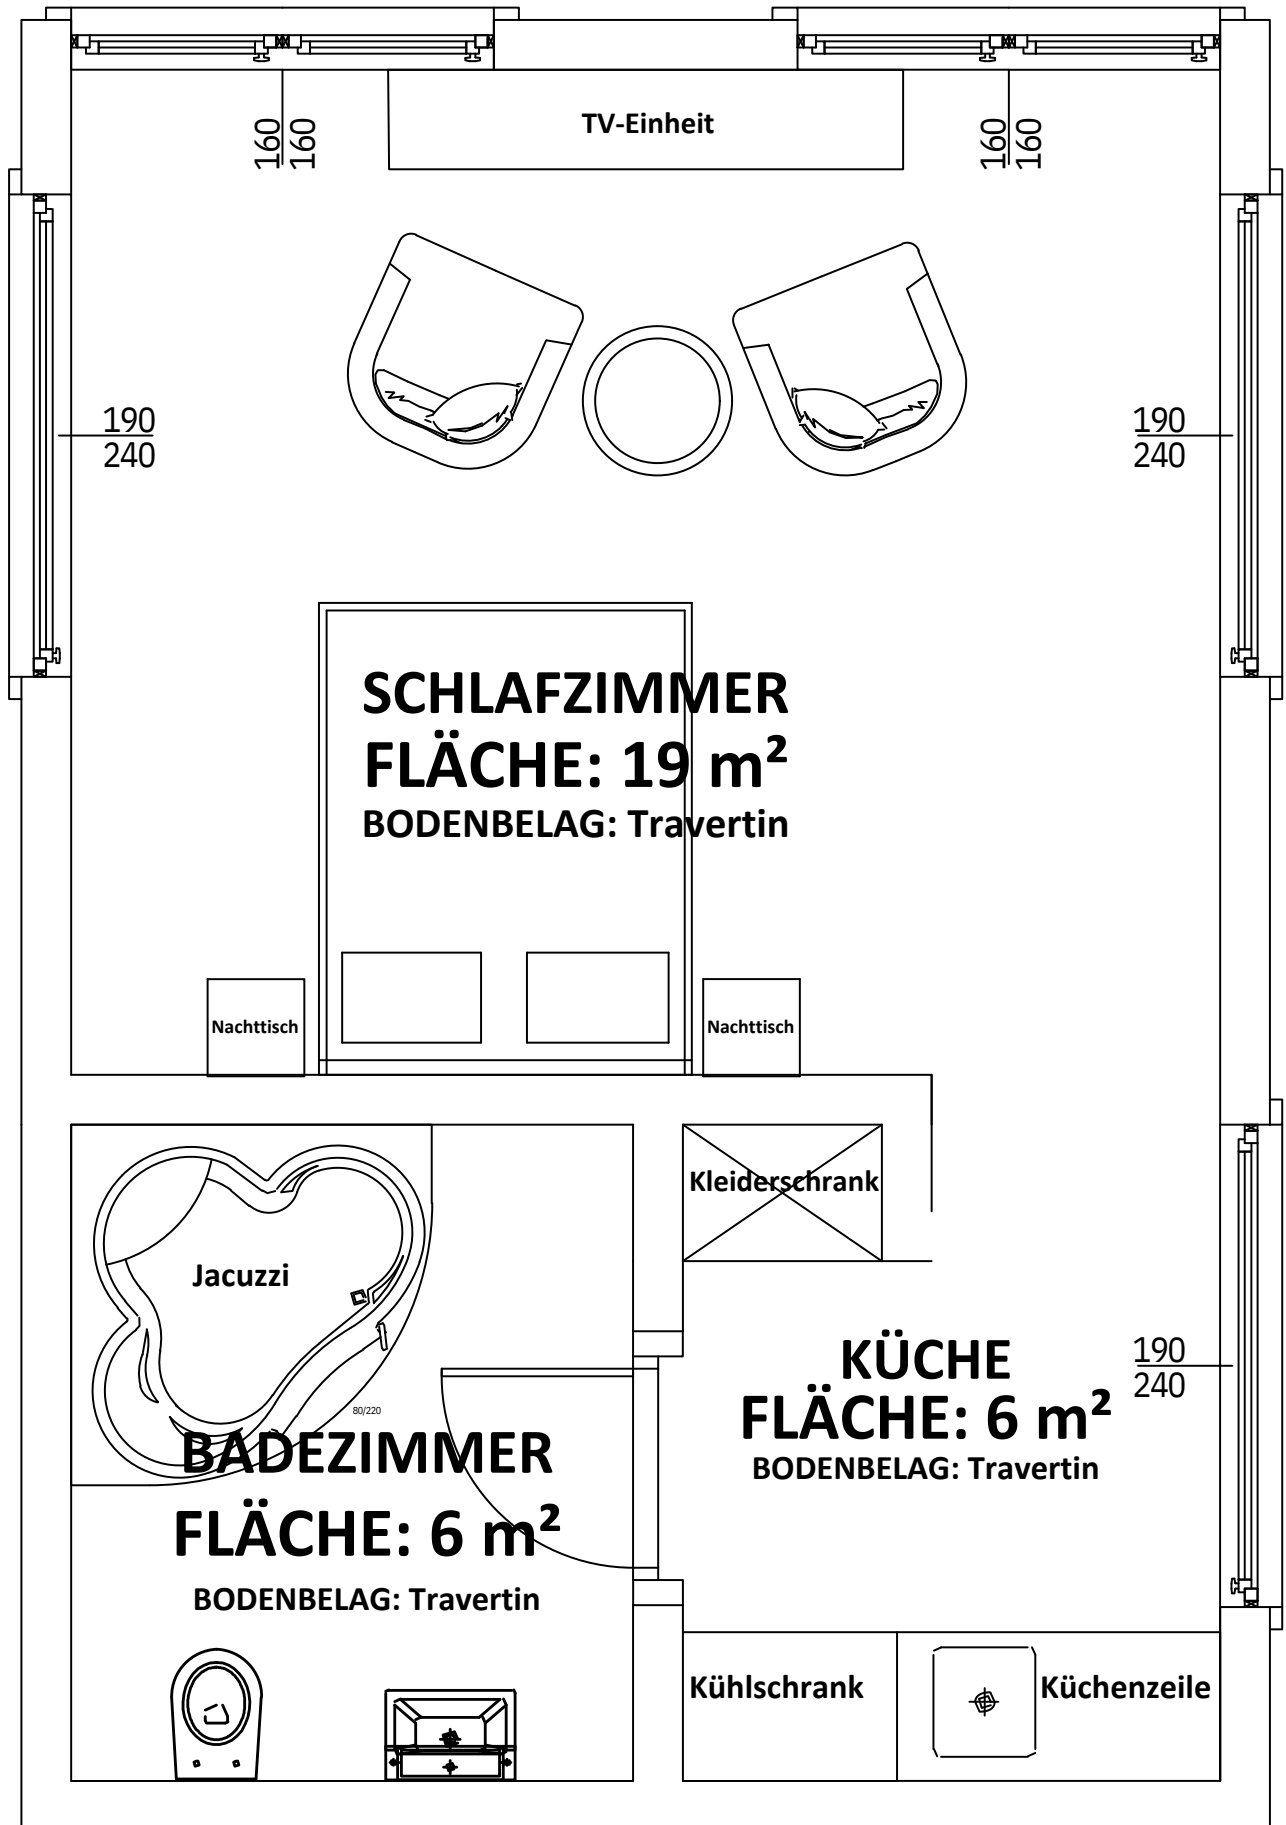 TV-Einheit
160
160
160
160
190
240
190
240
SCHLAFZIMMER
FLÄCHE: 19 m²
BODENBELAG: Travertin
Nachttisch
Nachttisch
Kleiderschrank
Jacuzzi
KÜCHE
FLÄCHE: 6 m²
BODENBELAG: Travertin
190
240
80/220
BADEZIMMER
FLÄCHE: 6 m²
BODENBELAG: Travertin
Kühlschrank
Küchenzeile